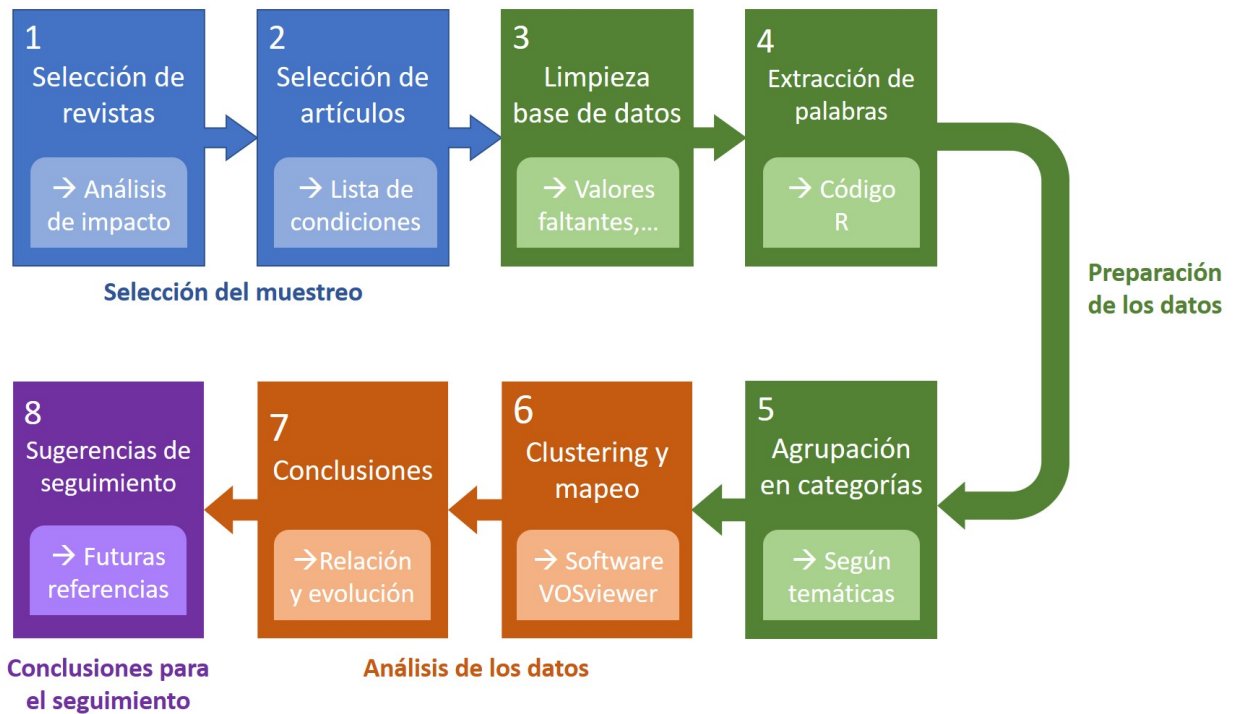 1
Selección de
revistas
→ Análisis
de impacto
2
Selección de
artículos
→ Lista de
condiciones
Selección del muestreo
3
Limpieza
base de datos
→ Valores
faltantes,...
4
Extracción de
palabras
→ Código
R
Preparación
de los datos
5
Agrupación
en categorías
→ Según
temáticas
6
Clustering y
mapeo
→ Software
VOSviewer
7
Conclusiones
→Relación
y evolución
Análisis de los datos
8
Sugerencias de
seguimiento
→ Futuras
referencias
Conclusiones para
el seguimiento